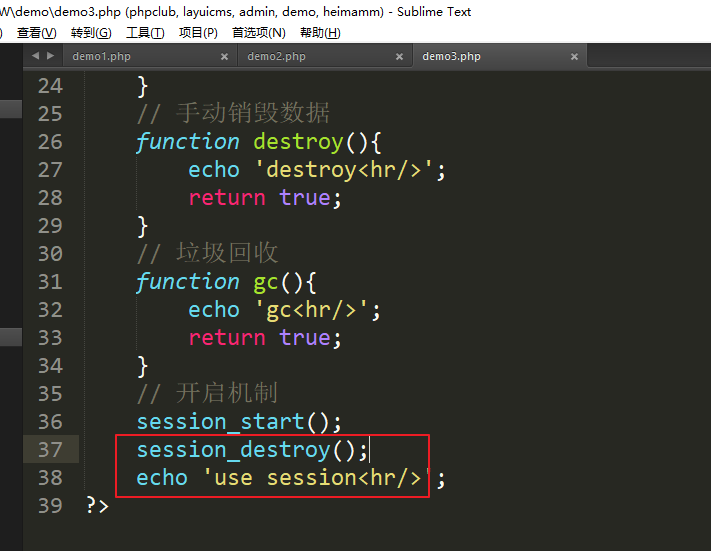 W\demo\demo3.php (phpclub, layuicms, admin, demo, heimamm) - Sublime Text
) 查看(V) 转到(G) 工具(T) 项目(P) 首选项(N) 帮助(H)
demo1.php × demo2.php × demo3.php ×
24 }
25 // 手动销毁数据
26 function destroy(){
27 echo 'destroy<hr/>';
28 return true;
29 }
30 // 垃圾回收
31 function gc(){
32 echo 'gc<hr/>';
33 return true;
34 }
35 // 开启机制
36 session_start();
37 session_destroy();
38 echo 'use session<hr/>';
39 ?>